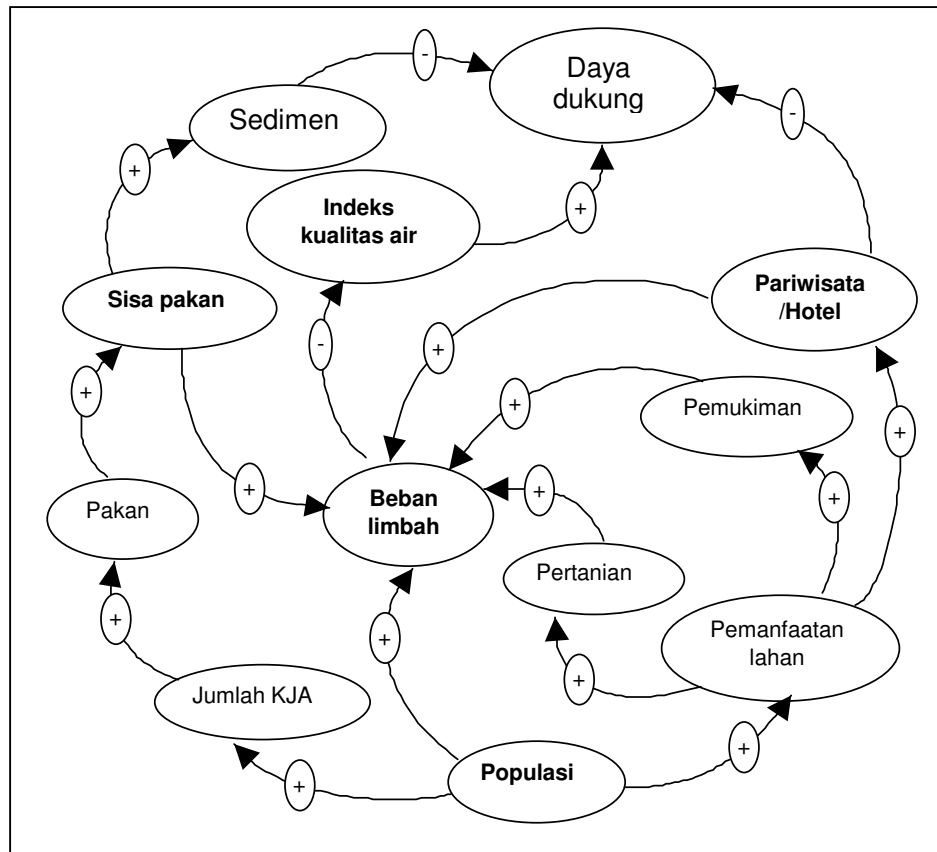 -
Daya
dukung
-
Sedimen
+
Indeks
kualitas air
+
Sisa pakan
Pariwisata
/Hotel
-
+
+
+
Pemukiman
+
Pakan
+
Beban
limbah
+
+
Pertanian
+
+
Pemanfaatan
lahan
+
Jumlah KJA
+
+
Populasi
+